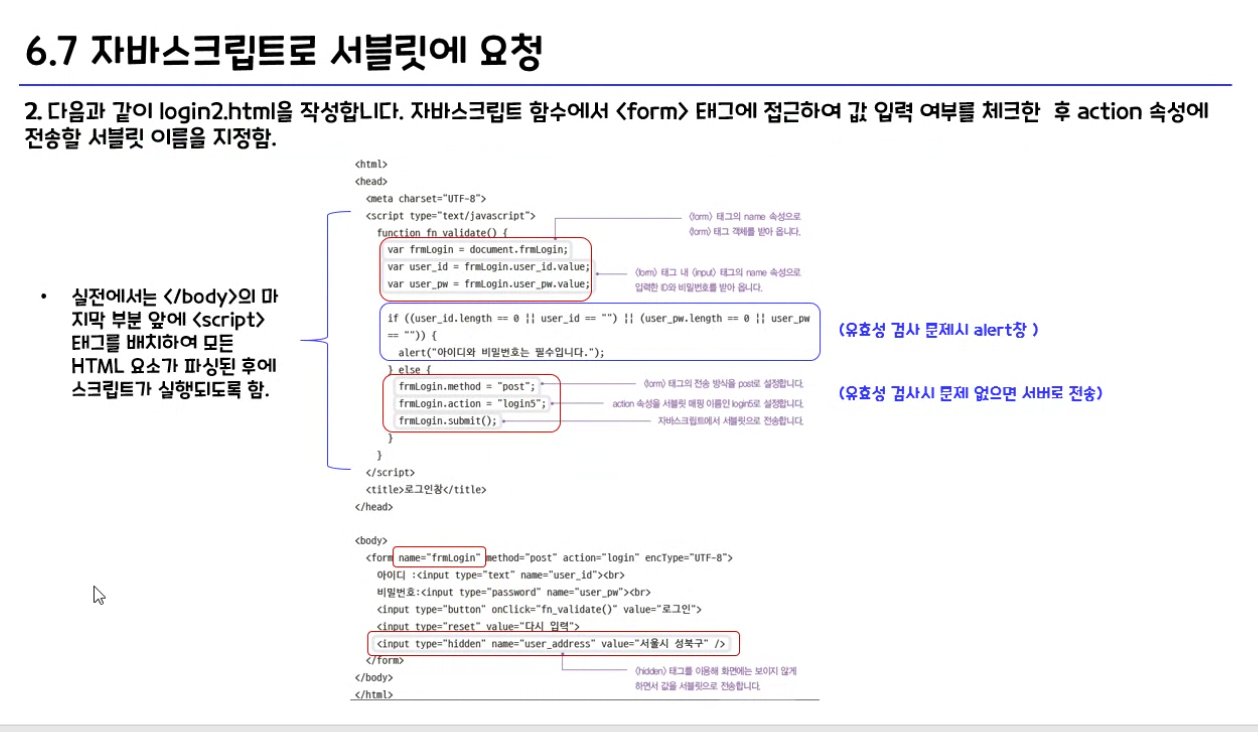 6.7 자바스크립트로 서블릿에 요청
2. 다음과 같이 login2.html을 작성합니다. 자바스크립트 함수에서 <form> 태그에 접근하여 값 입력 여부를 체크한 후 action 속성에
전송할 서블릿 이름을 지정함.
• 실전에서는 </body>의 마
지막 부분 앞에 <script>
태그를 배치하여 모든
HTML 요소가 파싱된 후에
스크립트가 실행되도록 함.
<html>
<head>
<meta charset="UTF-8">
<script type="text/javascript">
function fn_validate() {
var frmLogin = document.frmLogin;
var user_id = frmLogin.user_id.value;
var user_pw = frmLogin.user_pw.value;
<form> 태그의 name 속성으로
<form> 태그 객체를 받아 옵니다.
<form> 태그 내 <input> 태그의 name 속성으로
입력한 ID와 비밀번호를 받아 옵니다.
if ((user_id.length == 0 || user_id == "") || (user_pw.length == 0 || user_pw
== "")) {
alert("아이디와 비밀번호는 필수입니다.");
(유효성 검사 문제시 alert창 )
} else {
frmLogin.method = "post";
frmLogin.action = "login5";
frmLogin.submit();
<form> 태그의 전송 방식을 post로 설정합니다.
action 속성을 서블릿 매핑 이름인 login5로 설정합니다.
자바스크립트에서 서블릿으로 전송합니다.
(유효성 검사시 문제 없으면 서버로 전송)
}
}
</script>
<title>로그인창</title>
</head>
<body>
<form name="frmLogin" method="post" action="login" encType="UTF-8">
아이디 :<input type="text" name="user_id"><br>
비밀번호:<input type="password" name="user_pw"><br>
<input type="button" onClick="fn_validate()" value="로그인">
<input type="reset" value="다시 입력">
<input type="hidden" name="user_address" value="서울시 성북구" />
</form>
</body>
</html>
<hidden> 태그를 이용해 화면에는 보이지 않게
하면서 값을 서블릿으로 전송합니다.